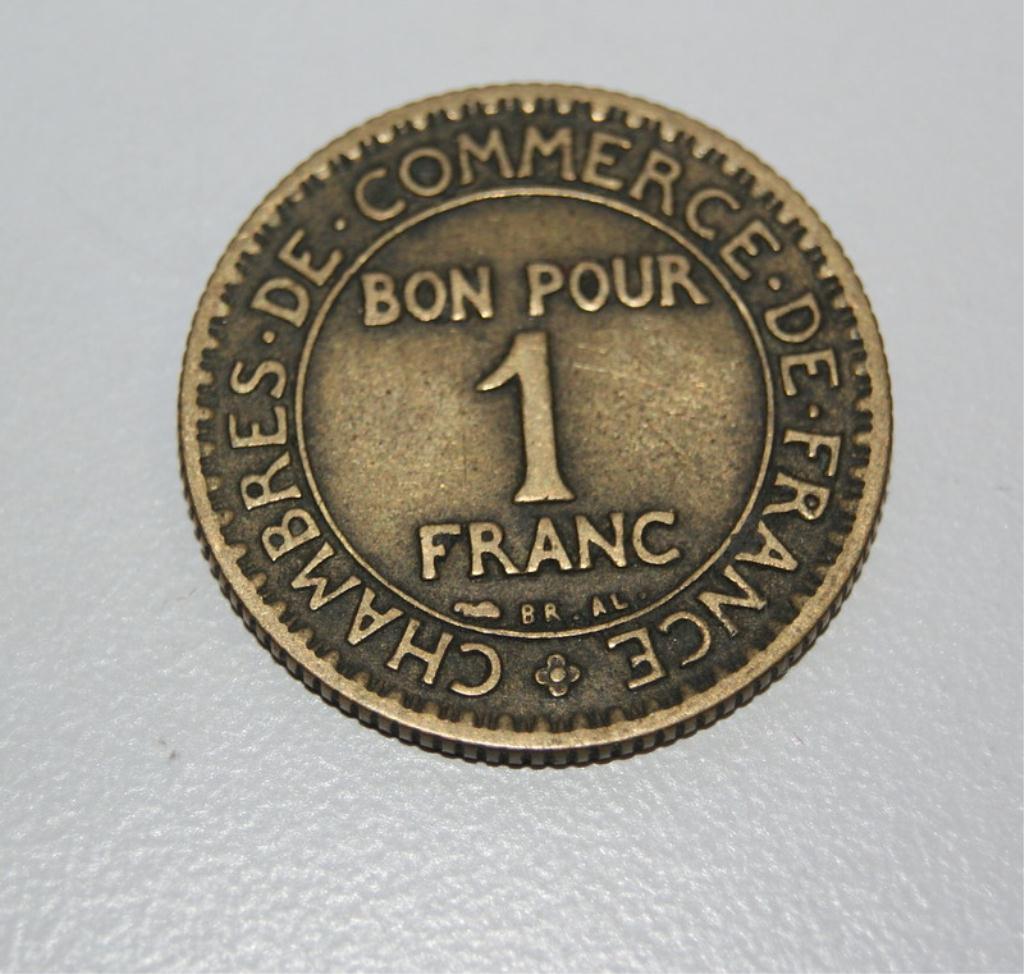 CHAMBRES·DE·COMMERCE·DE·FRANCE
BON POUR
1
FRANC
BR.AL.